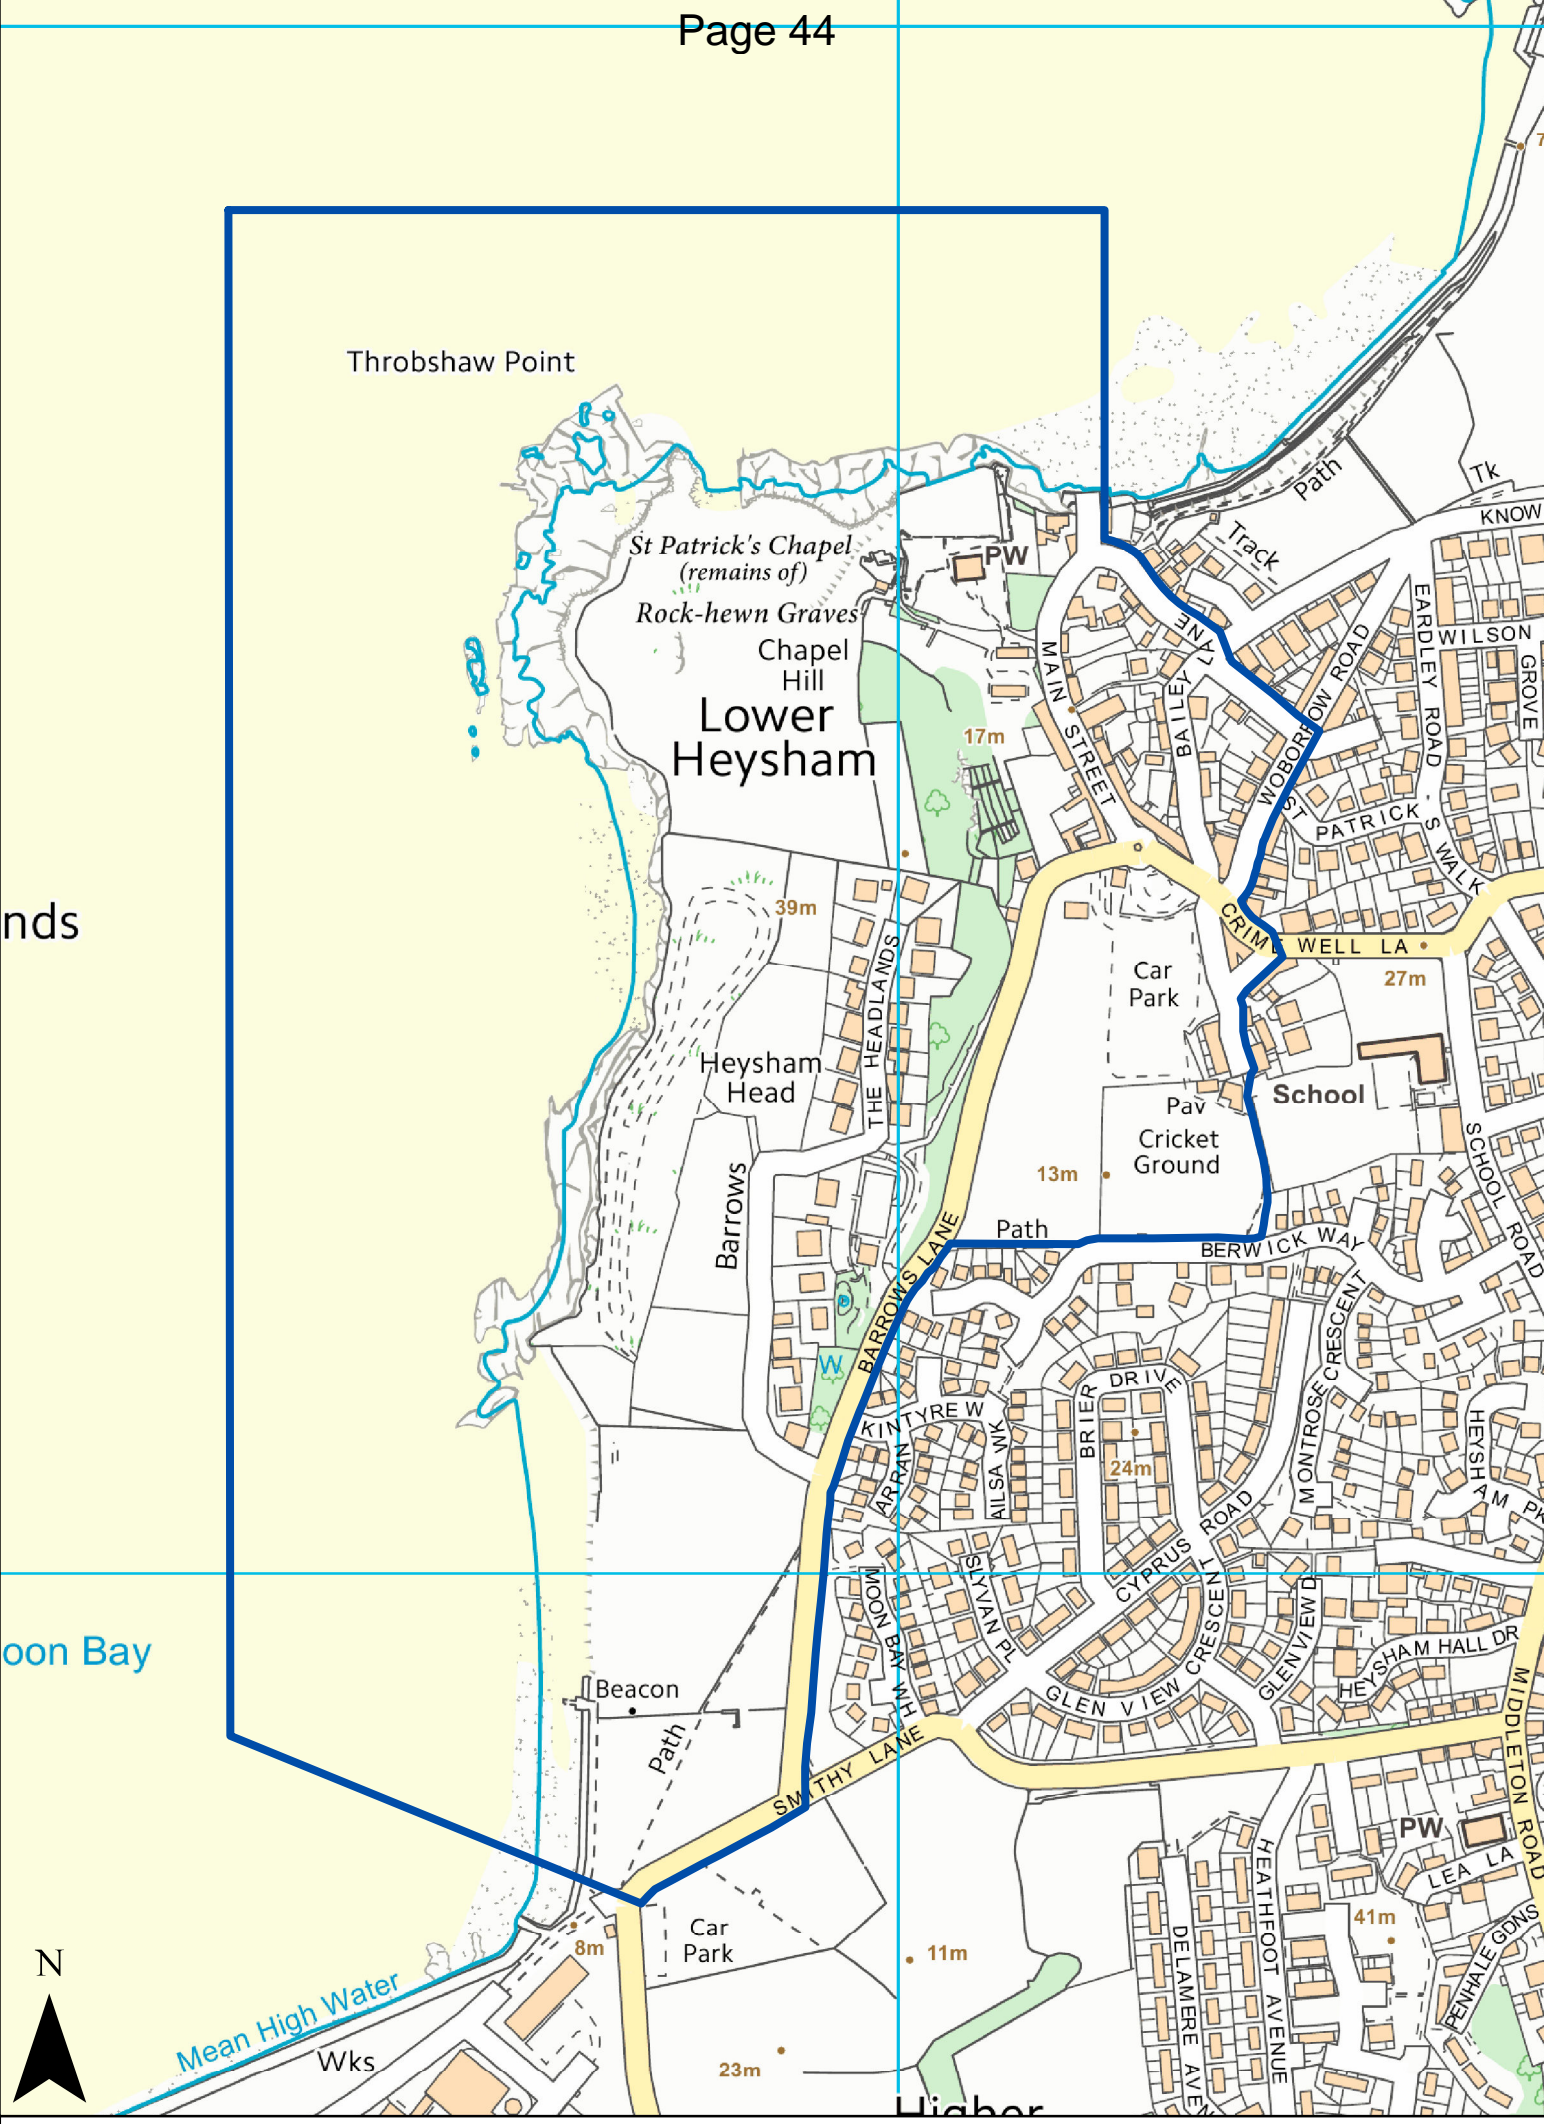 Page 44
7
Throbshaw Point
Path
Tk
KNOW
Track
St Patrick's Chapel
(remains of)
PW
Rock-hewn Graves
Chapel
Hill
Lower
Heysham
MAIN STREET
BAILEY LANE
WOBORROW ROAD
EARDLEY ROAD
WILSON
GROVE
17m
ST PATRICK'S WALK
nds
39m
CRIMEWELL LA
27m
THE HEADLANDS
Car
Park
Heysham
Head
School
Pav
Cricket
Ground
13m
SCHOOL ROAD
Barrows
Path
BERWICK WAY
BARROWS LANE
W
DRIVE
BRIER
MONTROSE CRESCENT
KINTYRE W
ARRAN
AILSA WK
24m
HEYSHAM PK
CYPRUS ROAD
SLYVAN PL
MOON BAY WH
GLENVIEW D
HEYSHAM HALL DR
oon Bay
Beacon
Path
GLEN VIEW CRESCENT
MIDDLETON ROAD
SMITHY LANE
PW
LEA LA
HEATHFOOT AVENUE
DELAMERE AVEN
41m
PENHALE GDNS
Car
Park
8m
11m
N
Mean High Water
Wks
23m
Higher